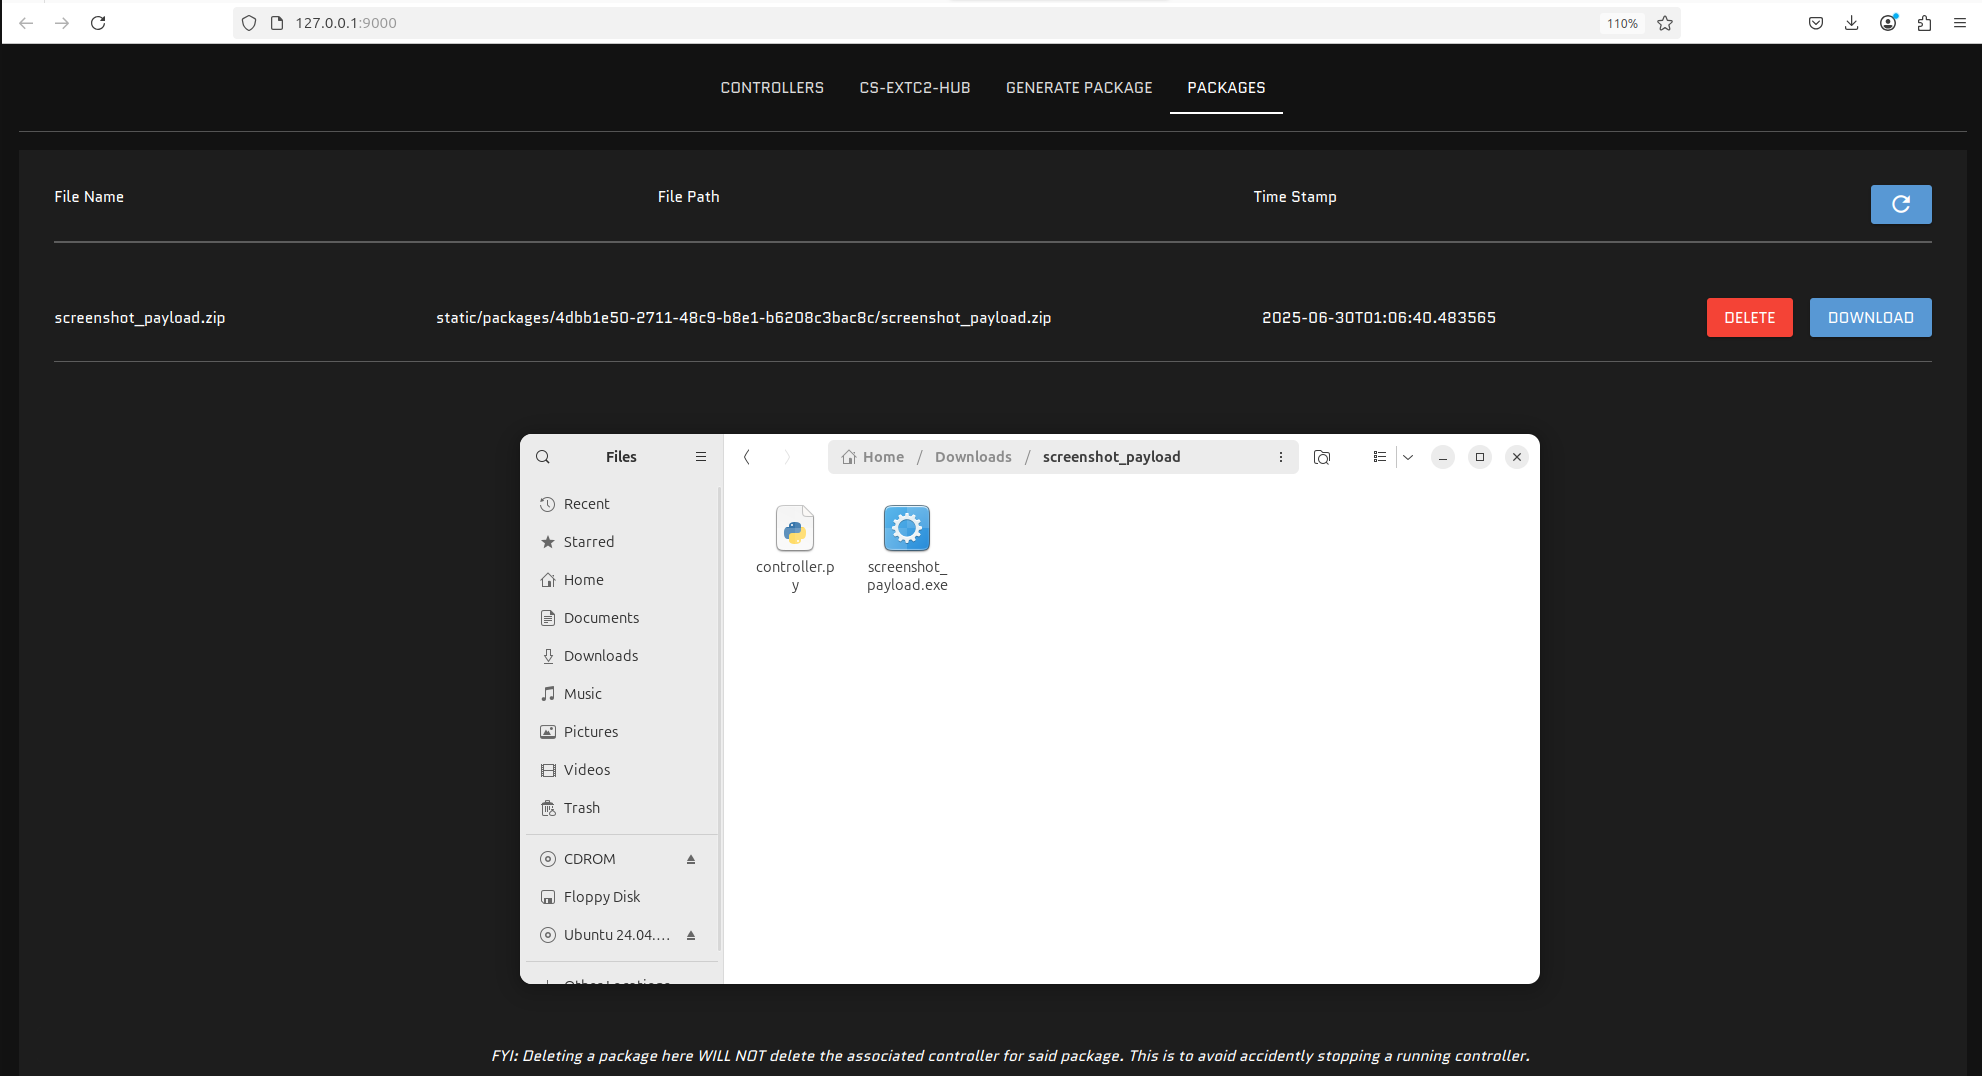 127.0.0.1:9000
110%
CONTROLLERS CS-EXTC2-HUB GENERATE PACKAGE PACKAGES
File Name File Path Time Stamp
screenshot_payload.zip static/packages/4dbb1e50-2711-48c9-b8e1-b6208c3bac8c/screenshot_payload.zip 2025-06-30T01:06:40.483565 DELETE DOWNLOAD
Files
Home / Downloads / screenshot_payload
Recent
Starred
Home
Documents
Downloads
Music
Pictures
Videos
Trash
CDROM
Floppy Disk
Ubuntu 24.04....
Other Locations
controller.p
y
screenshot_
payload.exe
FYI: Deleting a package here WILL NOT delete the associated controller for said package. This is to avoid accidently stopping a running controller.